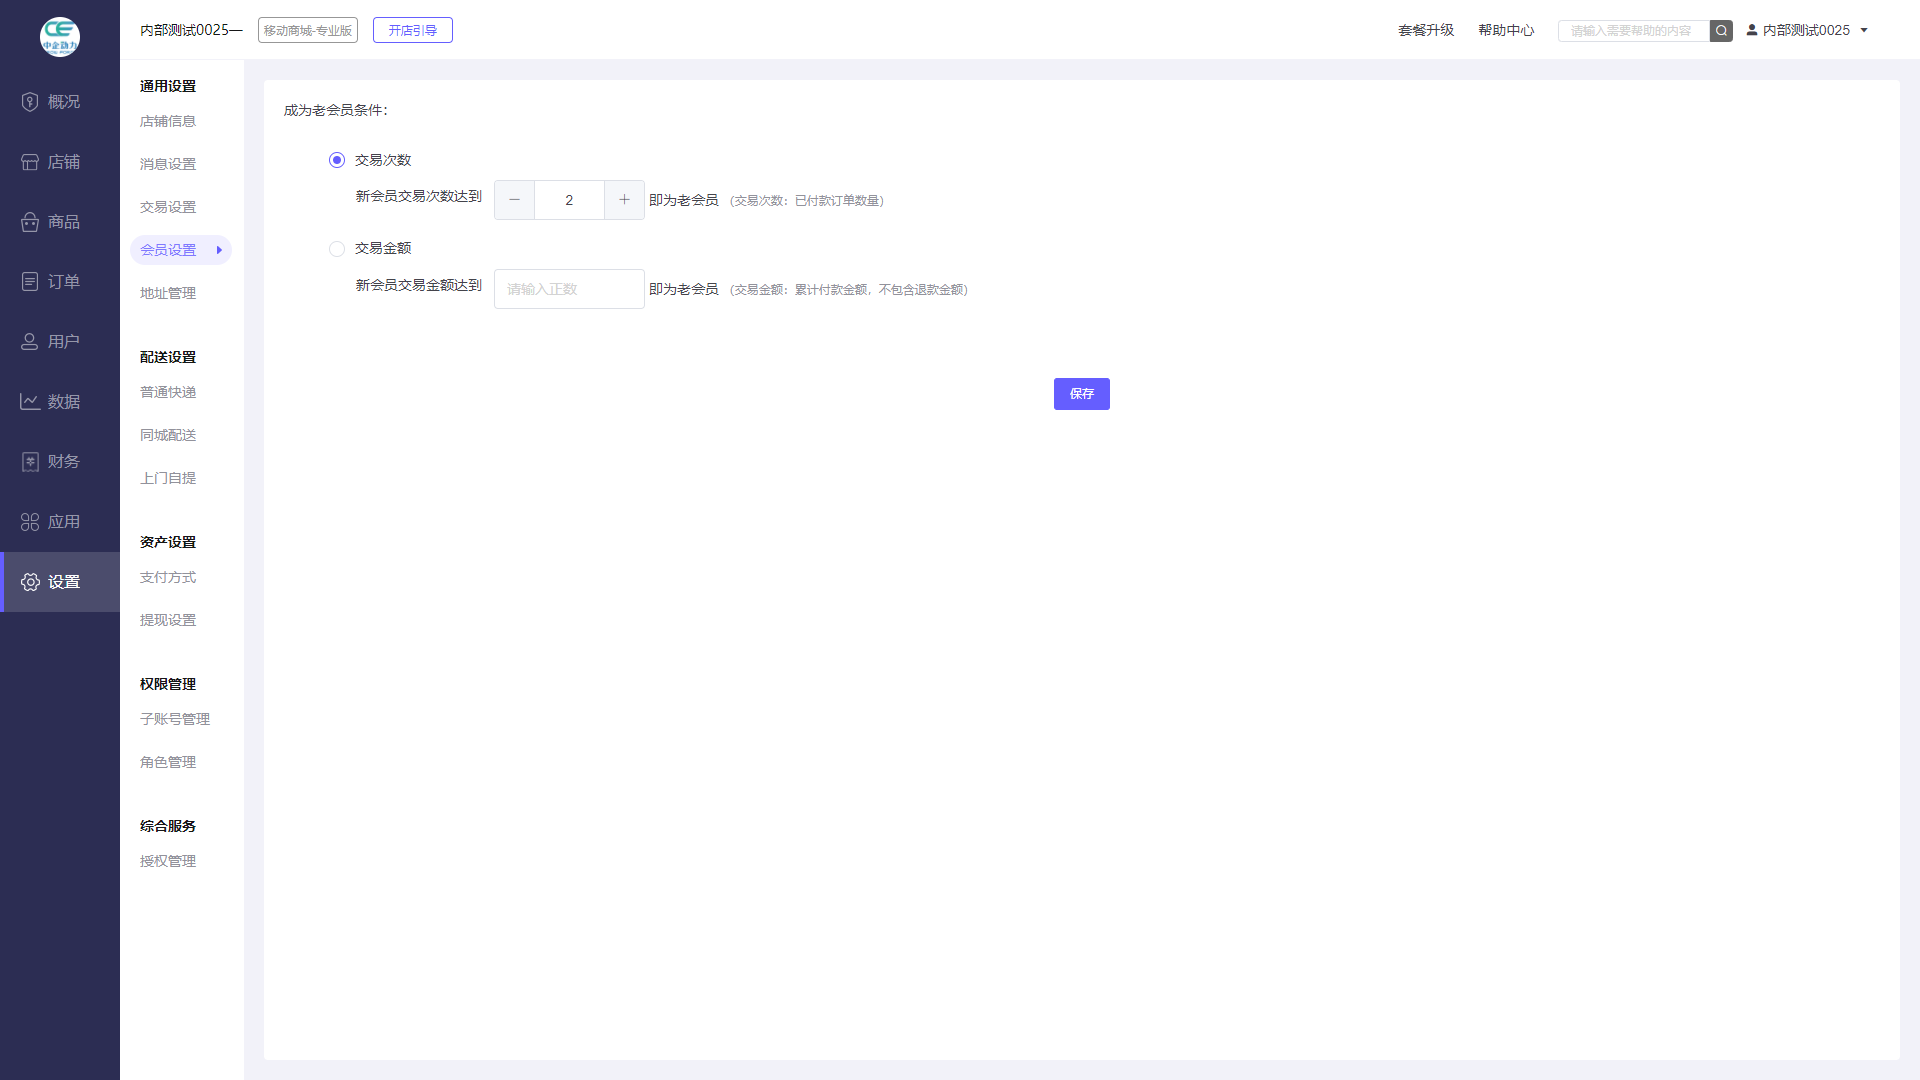 内部测试0025—
移动商城-专业版
开店引导
套餐升级
帮助中心
请输入需要帮助的内容
内部测试0025
中企动力
概况
店铺
商品
订单
用户
数据
财务
应用
设置
通用设置
店铺信息
消息设置
交易设置
会员设置
地址管理
配送设置
普通快递
同城配送
上门自提
资产设置
支付方式
提现设置
权限管理
子账号管理
角色管理
综合服务
授权管理
成为老会员条件：
交易次数
新会员交易次数达到 2 即为老会员 (交易次数：已付款订单数量)
交易金额
新会员交易金额达到 请输入正数 即为老会员 (交易金额：累计付款金额，不包含退款金额)
保存